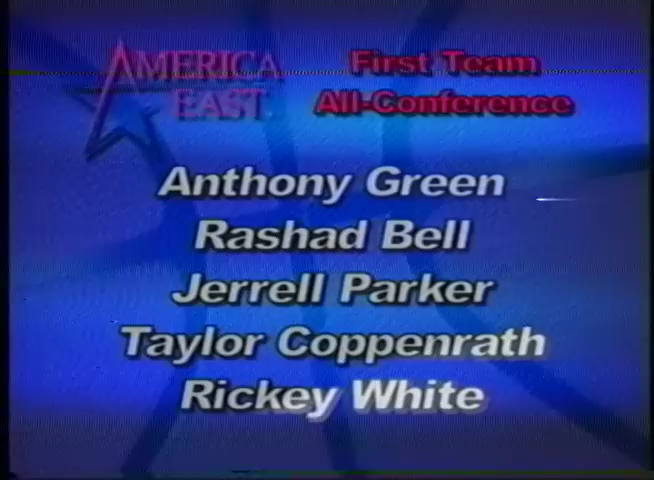 AMERICA
EAST
First Team
All-Conference
Anthony Green
Rashad Bell
Jerrell Parker
Taylor Coppenrath
Rickey White